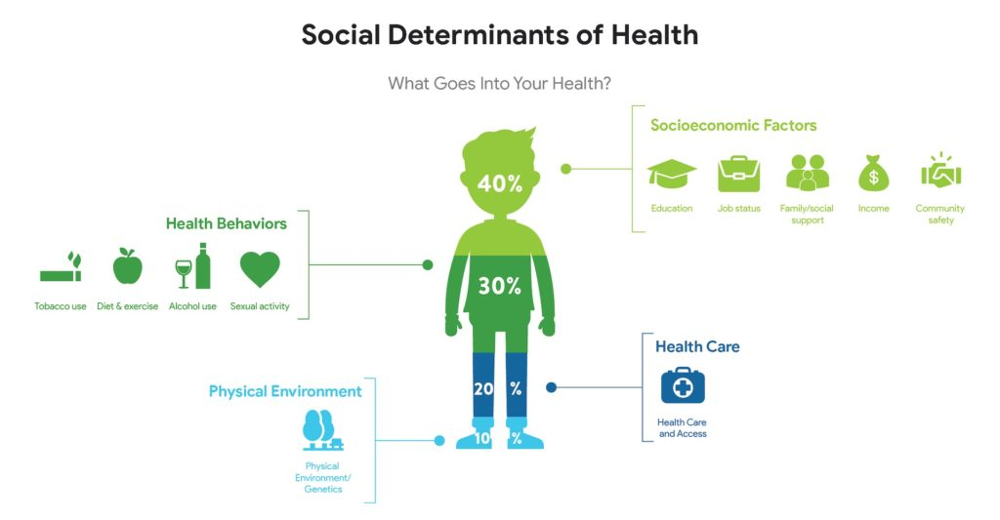 Social Determinants of Health
What Goes Into Your Health?
Socioeconomic Factors
40%
$
Education
Job status
Family/social
support
Income
Community
safety
Health Behaviors
30%
Tobacco use
Diet & exercise
Alcohol use
Sexual activity
Health Care
20 %
Health Care
and Access
Physical Environment
10 %
Physical
Environment/
Genetics